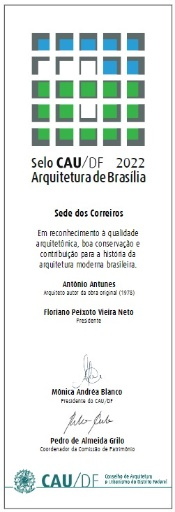 Selo CAU/DF 2022
Arquitetura de Brasília
Sede dos Correiros
Em reconhecimento à qualidade
arquitetônica, boa conservação e
contribuição para a história da
arquitetura moderna brasileira.
Antônio Antunes
Arquiteto autor da obra original (1975)
Floriano Peixoto Vieira Neto
Presidente
Mônica Andréa Blanco
Presidente do CAU/DF
Pedro de Almeida Grilo
Coordenador da Comissão de Patrimônio
CAU/DF
Conselho de Arquitetura
e Urbanismo do Distrito Federal